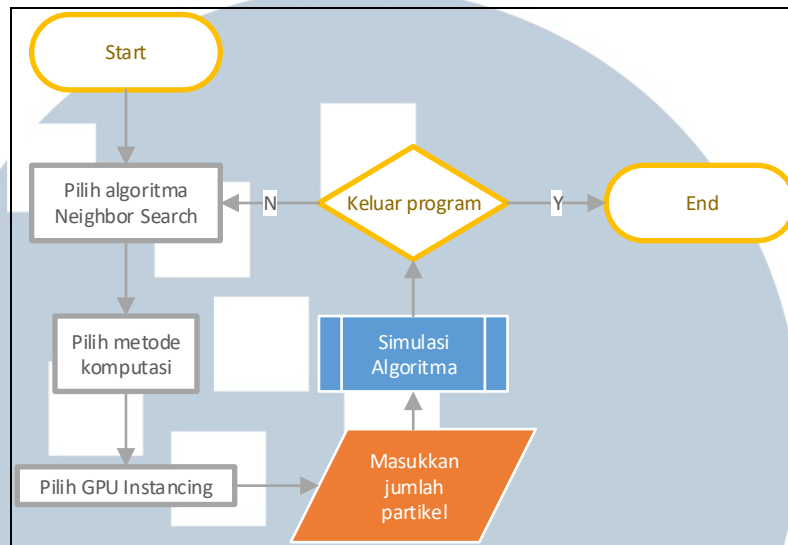 Start
Pilih algoritma
Neighbor Search
N
Keluar program
Y
End
Pilih metode
komputasi
Simulasi
Algoritma
Pilih GPU Instancing
Masukkan
jumlah
partikel